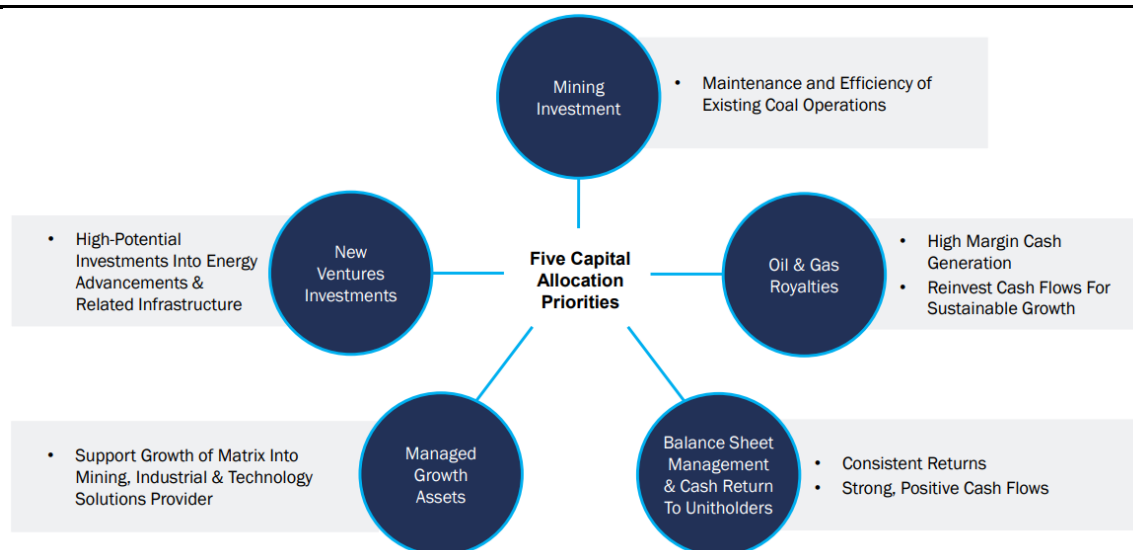 Mining
Investment
• Maintenance and Efficiency of
Existing Coal Operations
• High-Potential
Investments Into Energy
Advancements &
Related Infrastructure
New
Ventures
Investments
Five Capital
Allocation
Priorities
Oil & Gas
Royalties
• High Margin Cash
Generation
• Reinvest Cash Flows For
Sustainable Growth
• Support Growth of Matrix Into
Mining, Industrial & Technology
Solutions Provider
Managed
Growth
Assets
Balance Sheet
Management
& Cash Return
To Unitholders
• Consistent Returns
• Strong, Positive Cash Flows